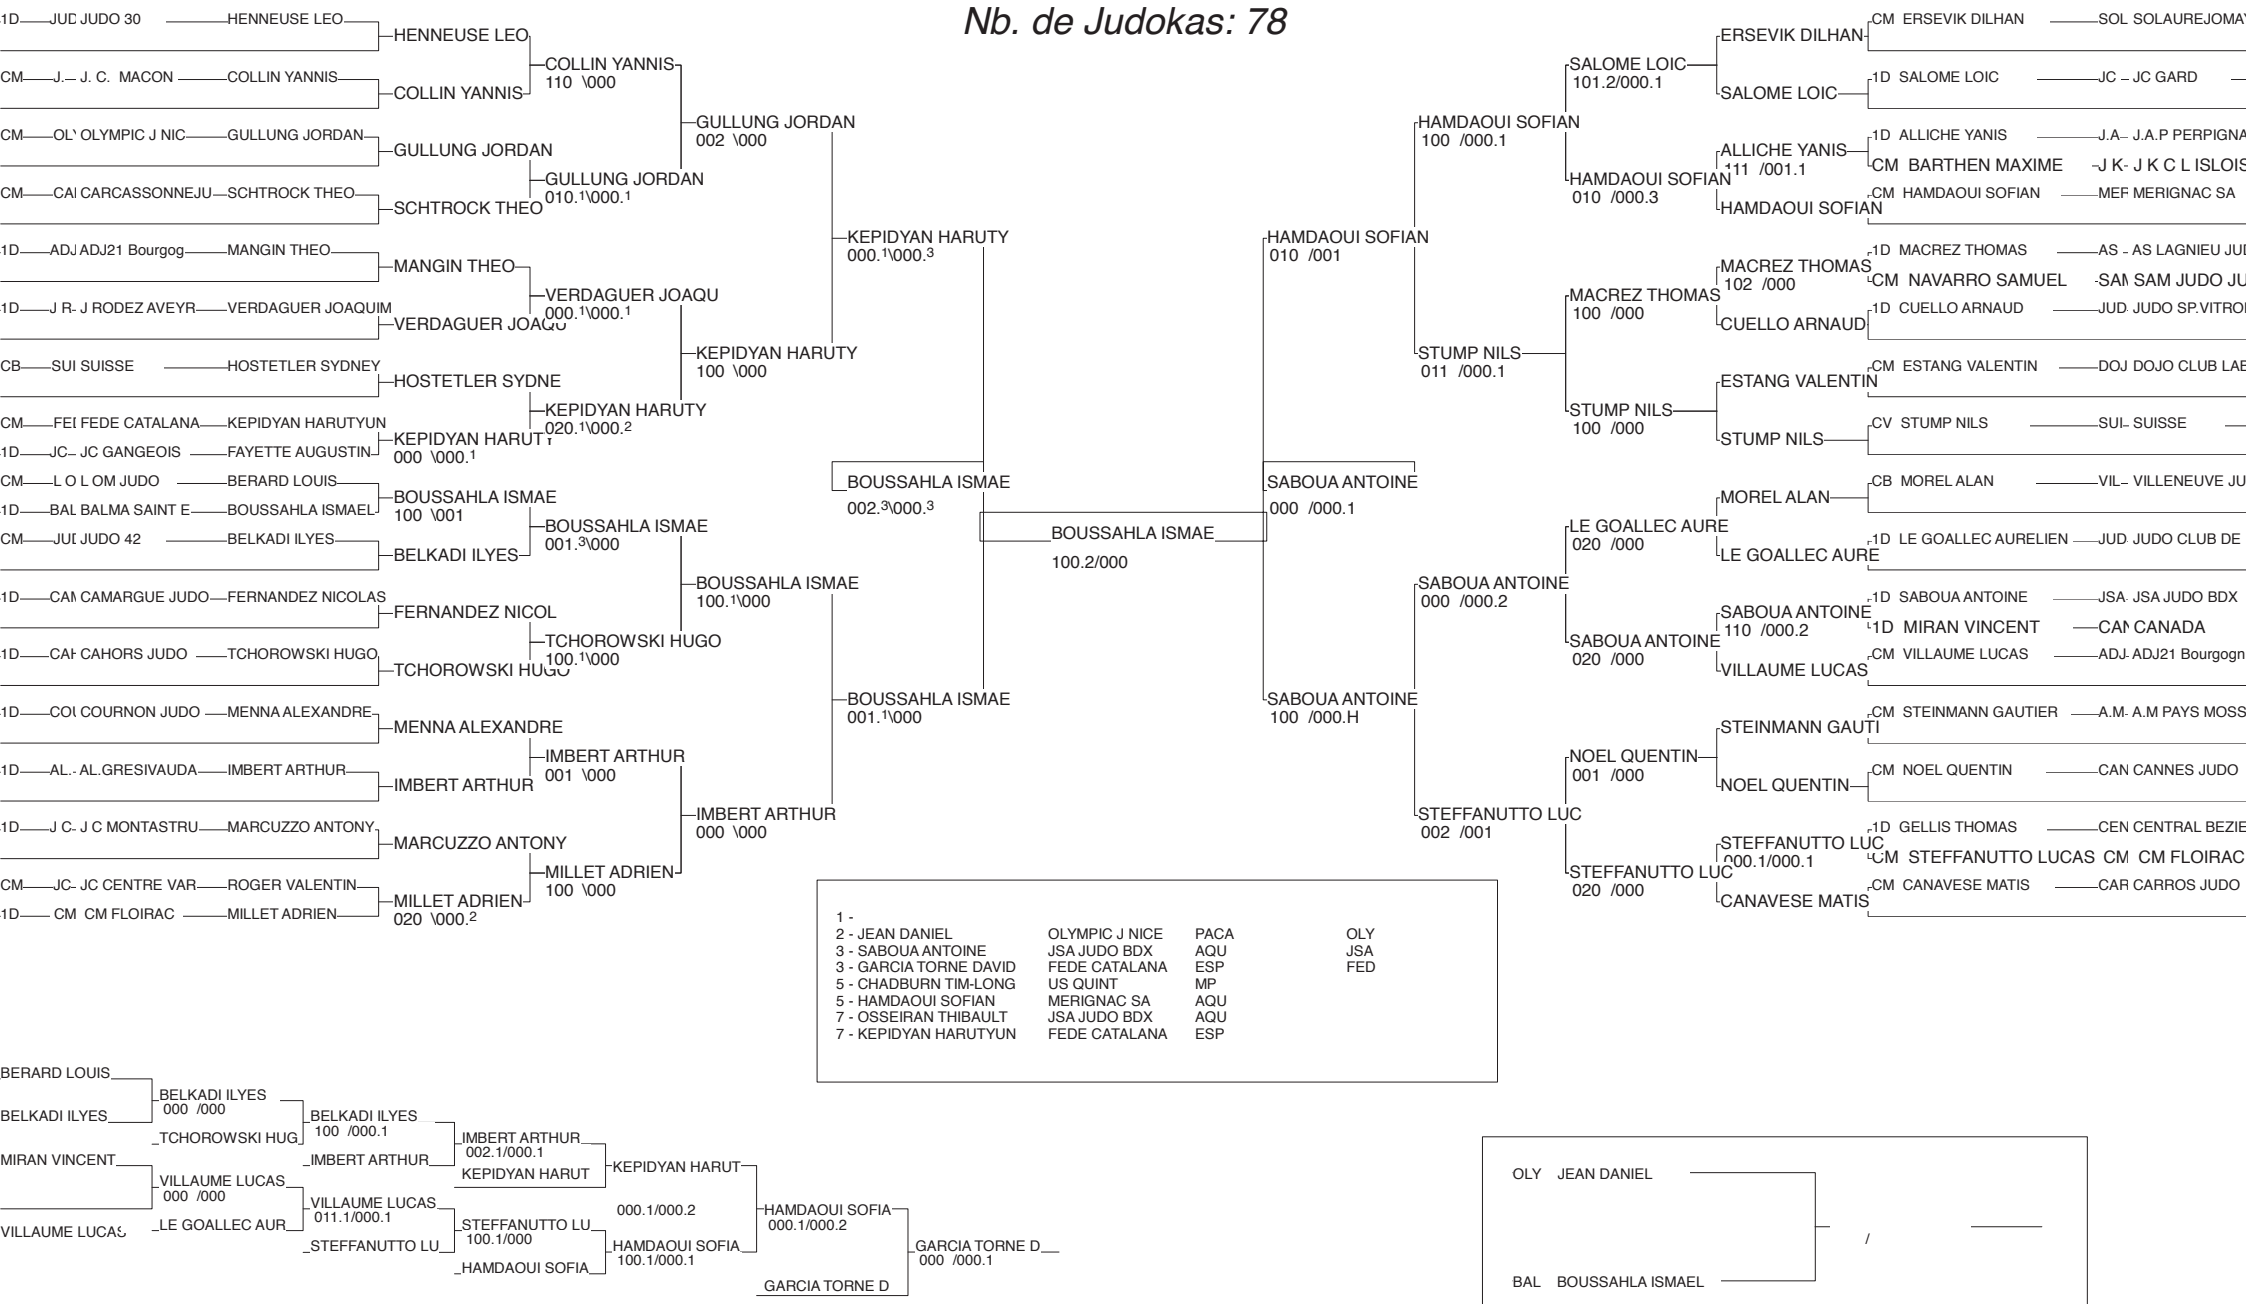 Nb. de Judokas: 78
1D JUD JUDO 30 HENNEUSE LEO
CM J. J. C. MACON COLLIN YANNIS
CM OLY OLYMPIC J NIC GULLUNG JORDAN
CM CAI CARCASSONNEJU SCHTROCK THEO
1D ADJ ADJ21 Bourgog MANGIN THEO
1D J R J RODEZ AVEYR VERDAGUER JOAQUIM
CB SUI SUISSE HOSTETLER SYDNEY
CM FEI FEDE CATALANA KEPIDYAN HARUTYUN
1D JC JC GANGEOIS FAYETTE AUGUSTIN
CM L O L OM JUDO BERARD LOUIS
1D BAL BALMA SAINT E BOUSSAHLA ISMAEL
CM JUI JUDO 42 BELKADI ILYES
1D CAM CAMARGUE JUDO FERNANDEZ NICOLAS
1D CAH CAHORS JUDO TCHOROWSKI HUGO
1D COU COURNON JUDO MENNA ALEXANDRE
1D AL. AL.GRESIVAUDA IMBERT ARTHUR
1D J C J C MONTASTRU MARCUZZO ANTONY
CM JC JC CENTRE VAR ROGER VALENTIN
1D CM CM FLOIRAC MILLET ADRIEN
HENNEUSE LEO
COLLIN YANNIS
GULLUNG JORDAN
SCHTROCK THEO
MANGIN THEO
VERDAGUER JOAQU
HOSTETLER SYDNE
KEPIDYAN HARUTY
000 \000.1
BOUSSAHLA ISMAE
100 \001
BELKADI ILYES
FERNANDEZ NICOL
TCHOROWSKI HUGO
MENNA ALEXANDRE
IMBERT ARTHUR
MARCUZZO ANTONY
MILLET ADRIEN
020 \000.2
COLLIN YANNIS
110 \000
GULLUNG JORDAN
010.1\000.1
VERDAGUER JOAQU
000.1\000.1
KEPIDYAN HARUTY
020.1\000.2
BOUSSAHLA ISMAE
001.3\000
TCHOROWSKI HUGO
100.1\000
IMBERT ARTHUR
001 \000
MILLET ADRIEN
100 \000
GULLUNG JORDAN
002 \000
KEPIDYAN HARUTY
100 \000
BOUSSAHLA ISMAE
100.1\000
IMBERT ARTHUR
000 \000
KEPIDYAN HARUTY
000.1\000.3
BOUSSAHLA ISMAE
002.3\000.3
BOUSSAHLA ISMAE
001.1\000
BOUSSAHLA ISMAE
100.2/000
HAMDAOUI SOFIAN
010 /001
SABOUA ANTOINE
000 /000.1
SABOUA ANTOINE
100 /000.H
HAMDAOUI SOFIAN
100 /000.1
STUMP NILS
011 /000.1
SABOUA ANTOINE
000 /000.2
STEFFANUTTO LUC
002 /001
SALOME LOIC
101.2/000.1
HAMDAOUI SOFIAN
010 /000.3
MACREZ THOMAS
100 /000
STUMP NILS
100 /000
LE GOALLEC AURE
020 /000
SABOUA ANTOINE
020 /000
NOEL QUENTIN
001 /000
STEFFANUTTO LUC
020 /000
ERSEVIK DILHAN
SALOME LOIC
ALLICHE YANIS
111 /001.1
HAMDAOUI SOFIAN
MACREZ THOMAS
102 /000
CUELLO ARNAUD
ESTANG VALENTIN
STUMP NILS
MOREL ALAN
LE GOALLEC AURE
SABOUA ANTOINE
110 /000.2
VILLAUME LUCAS
STEINMANN GAUTI
NOEL QUENTIN
STEFFANUTTO LUC
000.1/000.1
CANAVESE MATIS
CM ERSEVIK DILHAN SOL SOLAUREJOMAY
1D SALOME LOIC JC JC GARD
1D ALLICHE YANIS J.A J.A.P PERPIGNA
CM BARTHEN MAXIME J K J K C L ISLOIS
CM HAMDAOUI SOFIAN MER MERIGNAC SA
1D MACREZ THOMAS AS AS LAGNIEU JUD
CM NAVARRO SAMUEL SAM SAM JUDO JU
1D CUELLO ARNAUD JUD JUDO SP.VITROL
CM ESTANG VALENTIN DOJ DOJO CLUB LAB
CV STUMP NILS SUI SUISSE
CB MOREL ALAN VIL VILLENEUVE JU
1D LE GOALLEC AURELIEN JUD JUDO CLUB DE
1D SABOUA ANTOINE JSA JSA JUDO BDX
1D MIRAN VINCENT CAN CANADA
CM VILLAUME LUCAS ADJ ADJ21 Bourgogn
CM STEINMANN GAUTIER A.M A.M PAYS MOSS
CM NOEL QUENTIN CAN CANNES JUDO
1D GELLIS THOMAS CEN CENTRAL BEZIE
CM STEFFANUTTO LUCAS CM CM FLOIRAC
CM CANAVESE MATIS CAR CARROS JUDO
1 -
2 - JEAN DANIEL OLYMPIC J NICE PACA OLY
3 - SABOUA ANTOINE JSA JUDO BDX AQU JSA
3 - GARCIA TORNE DAVID FEDE CATALANA ESP FED
5 - CHADBURN TIM-LONG US QUINT MP
5 - HAMDAOUI SOFIAN MERIGNAC SA AQU
7 - OSSEIRAN THIBAULT JSA JUDO BDX AQU
7 - KEPIDYAN HARUTYUN FEDE CATALANA ESP
BERARD LOUIS
BELKADI ILYES
MIRAN VINCENT
VILLAUME LUCAS
BELKADI ILYES
000 /000
TCHOROWSKI HUG
VILLAUME LUCAS
000 /000
LE GOALLEC AUR
BELKADI ILYES
100 /000.1
IMBERT ARTHUR
VILLAUME LUCAS
011.1/000.1
STEFFANUTTO LU
IMBERT ARTHUR
002.1/000.1
KEPIDYAN HARUT
STEFFANUTTO LU
100.1/000
HAMDAOUI SOFIA
KEPIDYAN HARUT
000.1/000.2
HAMDAOUI SOFIA
100.1/000.1
HAMDAOUI SOFIA
000.1/000.2
GARCIA TORNE D
GARCIA TORNE D
000 /000.1
OLY JEAN DANIEL
/
BAL BOUSSAHLA ISMAEL